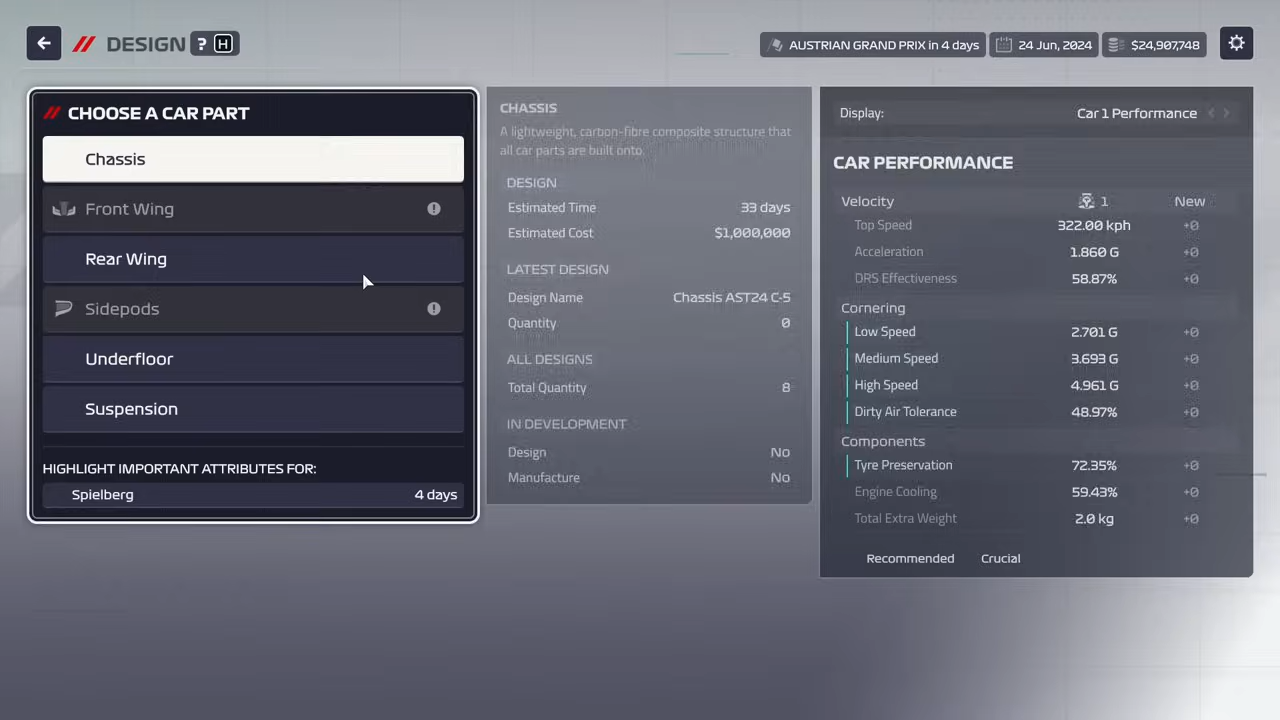 DESIGN ? H
AUSTRIAN GRAND PRIX in 4 days
24 Jun, 2024
$24,907,748
CHOOSE A CAR PART
Chassis
Front Wing
Rear Wing
Sidepods
Underfloor
Suspension
HIGHLIGHT IMPORTANT ATTRIBUTES FOR:
Spielberg 4 days
CHASSIS
A lightweight, carbon-fibre composite structure that
all car parts are built onto.
DESIGN
Estimated Time 33 days
Estimated Cost $1,000,000
LATEST DESIGN
Design Name Chassis AST24 C-5
Quantity 0
ALL DESIGNS
Total Quantity 8
IN DEVELOPMENT
Design No
Manufacture No
Display: Car 1 Performance
CAR PERFORMANCE
Velocity 1 New
Top Speed 322.00 kph +0
Acceleration 1.860 G +0
DRS Effectiveness 58.87% +0
Cornering
Low Speed 2.701 G +0
Medium Speed 3.693 G +0
High Speed 4.961 G +0
Dirty Air Tolerance 48.97% +0
Components
Tyre Preservation 72.35% +0
Engine Cooling 59.43% +0
Total Extra Weight 2.0 kg +0
Recommended Crucial